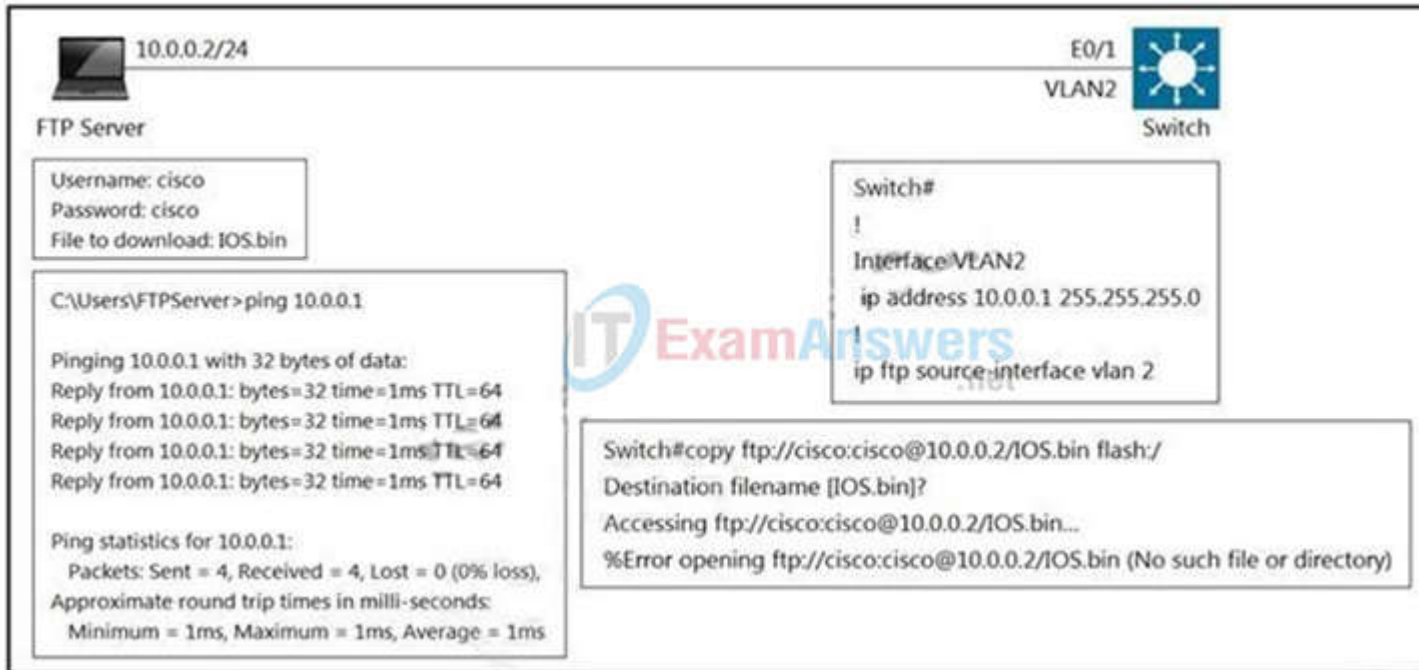 10.0.0.2/24
E0/1
VLAN2
FTP Server
Switch
Username: cisco
Password: cisco
File to download: IOS.bin
C:\Users\FTPServer>ping 10.0.0.1
Pinging 10.0.0.1 with 32 bytes of data:
Reply from 10.0.0.1: bytes=32 time=1ms TTL=64
Reply from 10.0.0.1: bytes=32 time=1ms TTL=64
Reply from 10.0.0.1: bytes=32 time=1ms TTL=64
Reply from 10.0.0.1: bytes=32 time=1ms TTL=64
Ping statistics for 10.0.0.1:
Packets: Sent = 4, Received = 4, Lost = 0 (0% loss),
Approximate round trip times in milli-seconds:
Minimum = 1ms, Maximum = 1ms, Average = 1ms
Switch#
!
Interface VLAN2
ip address 10.0.0.1 255.255.255.0
!
ip ftp source-interface vlan 2
Switch#copy ftp://cisco:cisco@10.0.0.2/IOS.bin flash:/
Destination filename [IOS.bin]?
Accessing ftp://cisco:cisco@10.0.0.2/IOS.bin...
%Error opening ftp://cisco:cisco@10.0.0.2/IOS.bin (No such file or directory)
ITExamAnswers
.net